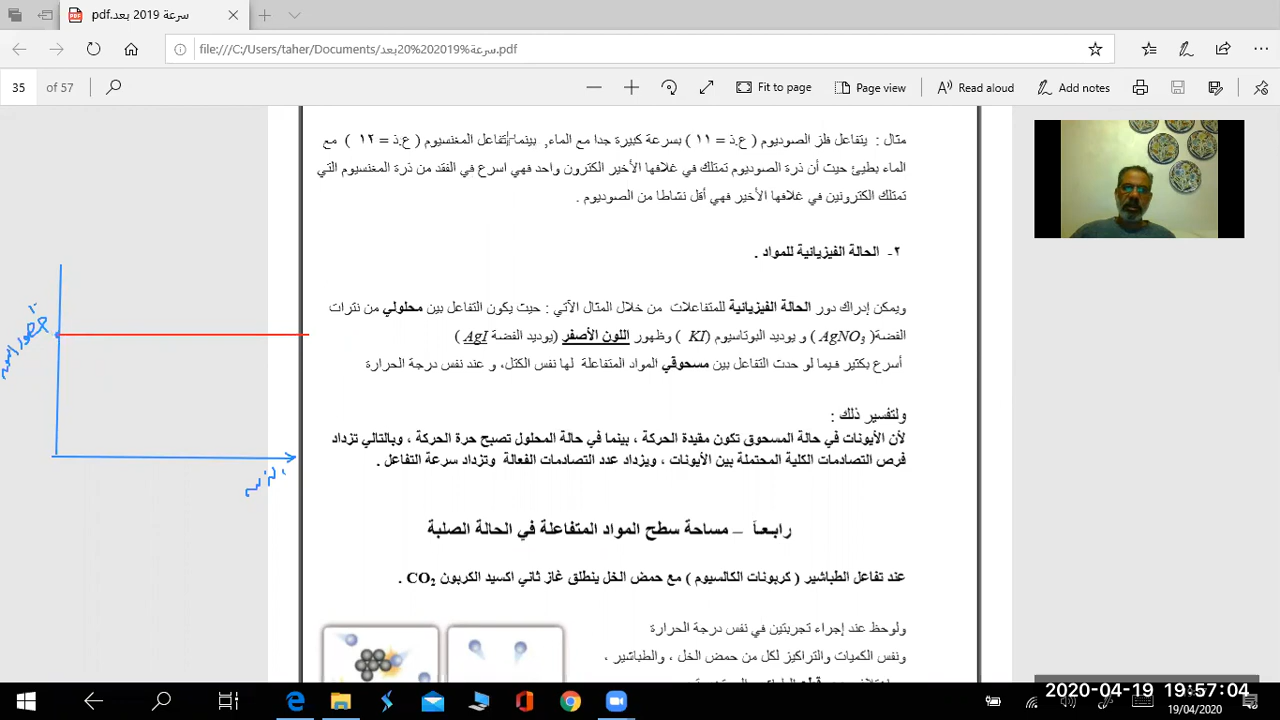 سرعة 2019 بعد.pdf
file:///C:/Users/taher/Documents/سرعة%202019%20بعد.pdf
35 of 57
Fit to page
Page view
Read aloud
Add notes
مثال : يتفاعل فلز الصوديوم ( ع.ذ = ١١ ) بسرعة كبيرة جدا مع الماء, بينما يتفاعل المغنسيوم ( ع.ذ = ١٢ ) مع
الماء بطيئ حيث أن ذرة الصوديوم تمتلك في غلافها الأخير الكترون واحد فهي اسرع في الفقد من ذرة المغنسيوم التي
تمتلك الكترونين في غلافها الأخير فهي أقل نشاطا من الصوديوم .
٢- الحالة الفيزيانية للمواد .
ويمكن إدراك دور الحالة الفيزيانية للمتفاعلات من خلال المثال الآتي : حيث يكون التفاعل بين محلولي من نترات
الفضة( AgNO₃ ) و يوديد البوتاسيوم (KI ) وظهور اللون الأصفر (يوديد الفضة AgI )
أسرع بكثير فيما لو حدث التفاعل بين مسحوقي المواد المتفاعلة لها نفس الكتل، و عند نفس درجة الحرارة
ولتفسير ذلك :
لأن الأيونات في حالة المسحوق تكون مقيدة الحركة ، بينما في حالة المحلول تصبح حرة الحركة ، وبالتالي تزداد
فرص التصادمات الكلية المحتملة بين الأيونات ، ويزداد عدد التصادمات الفعالة وتزداد سرعة التفاعل .
رابعاً – مساحة سطح المواد المتفاعلة في الحالة الصلبة
عند تفاعل الطباشير ( كربونات الكالسيوم ) مع حمض الخل ينطلق غاز ثاني اكسيد الكربون CO₂ .
ولوحظ عند إجراء تجربتين في نفس درجة الحرارة
ونفس الكميات والتراكيز لكل من حمض الخل ، والطباشير ،
2020-04-19 19:57:04
19/04/2020